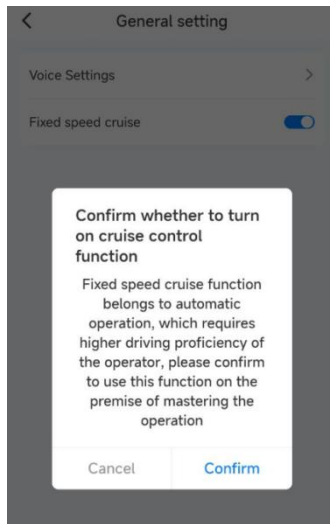 General setting
Voice Settings
Fixed speed cruise
Confirm whether to turn
on cruise control
function
Fixed speed cruise function
belongs to automatic
operation, which requires
higher driving proficiency of
the operator, please confirm
to use this function on the
premise of mastering the
operation
Cancel Confirm